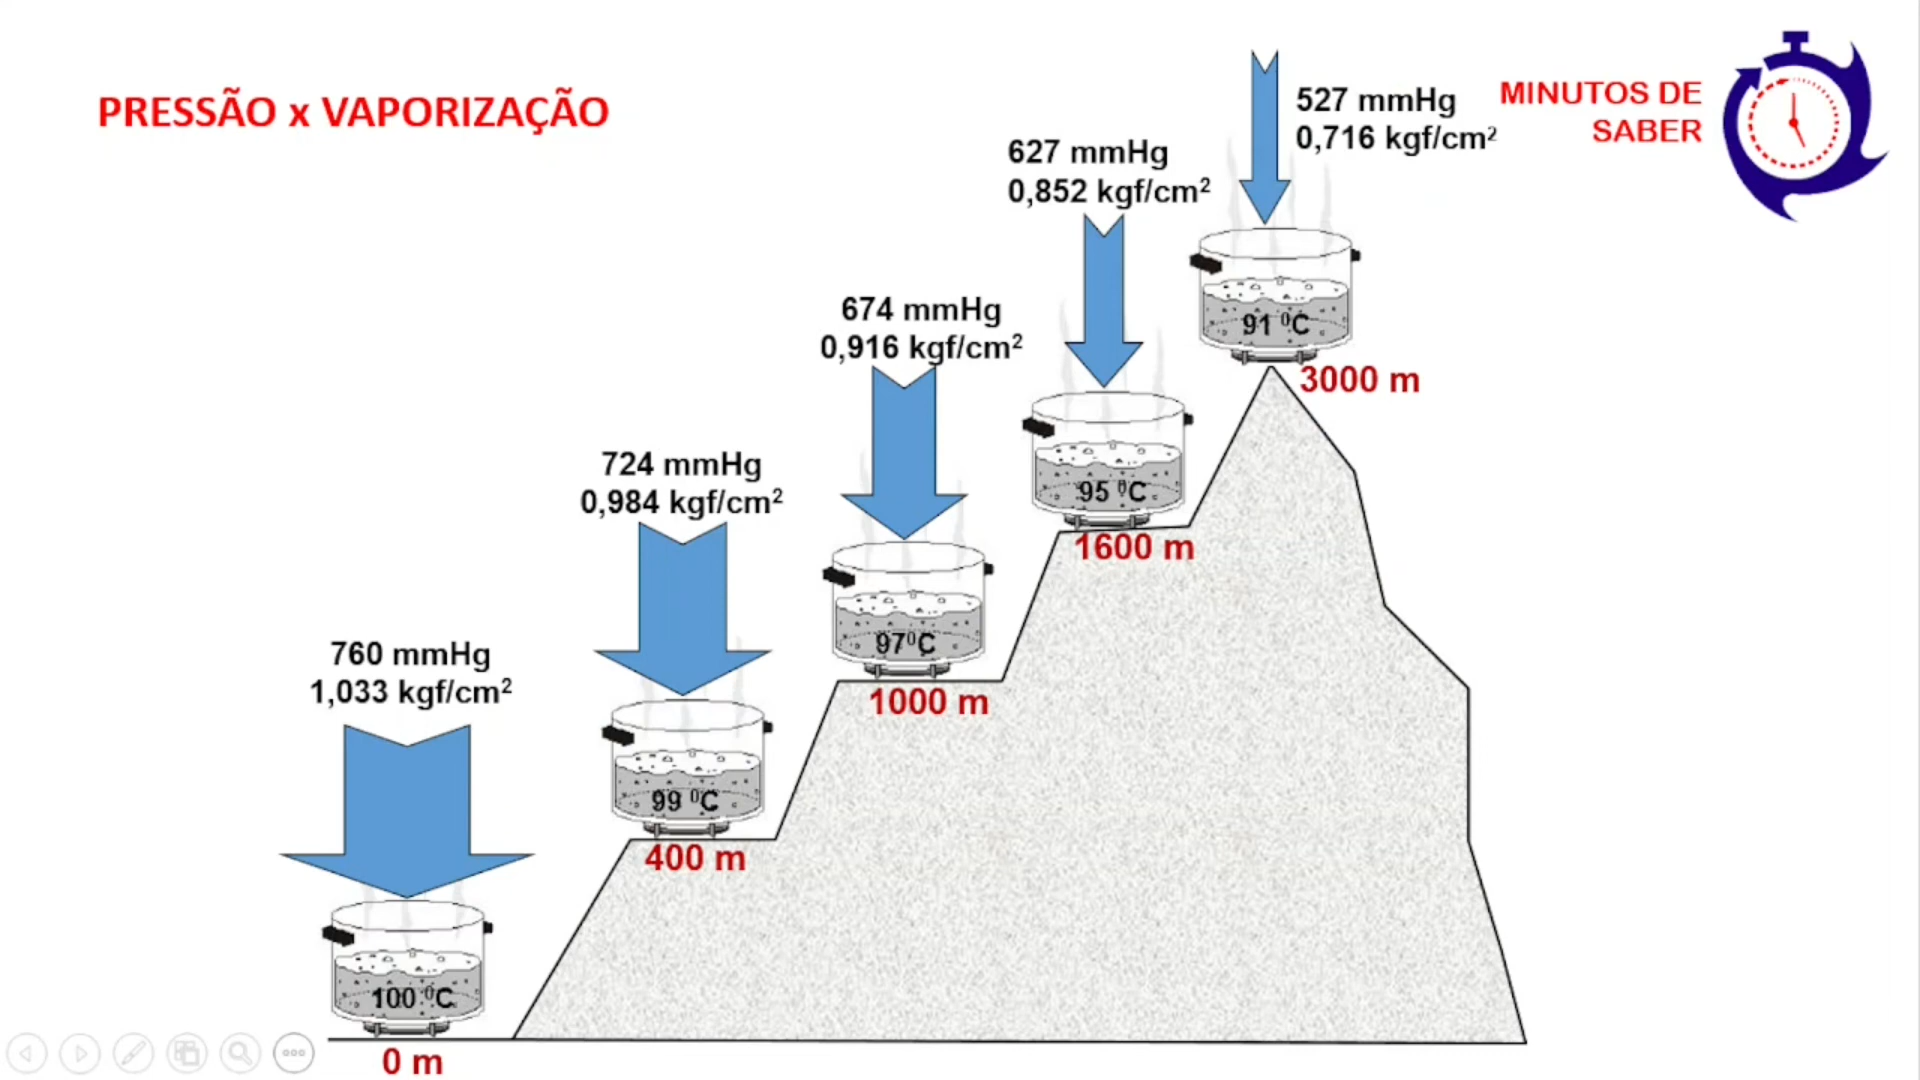 PRESSÃO x VAPORIZAÇÃO
MINUTOS DE
SABER
527 mmHg
0,716 kgf/cm²
627 mmHg
0,852 kgf/cm²
91 ⁰C
3000 m
674 mmHg
0,916 kgf/cm²
95 ⁰C
1600 m
724 mmHg
0,984 kgf/cm²
97⁰C
1000 m
760 mmHg
1,033 kgf/cm²
99 ⁰C
400 m
100 ⁰C
0 m